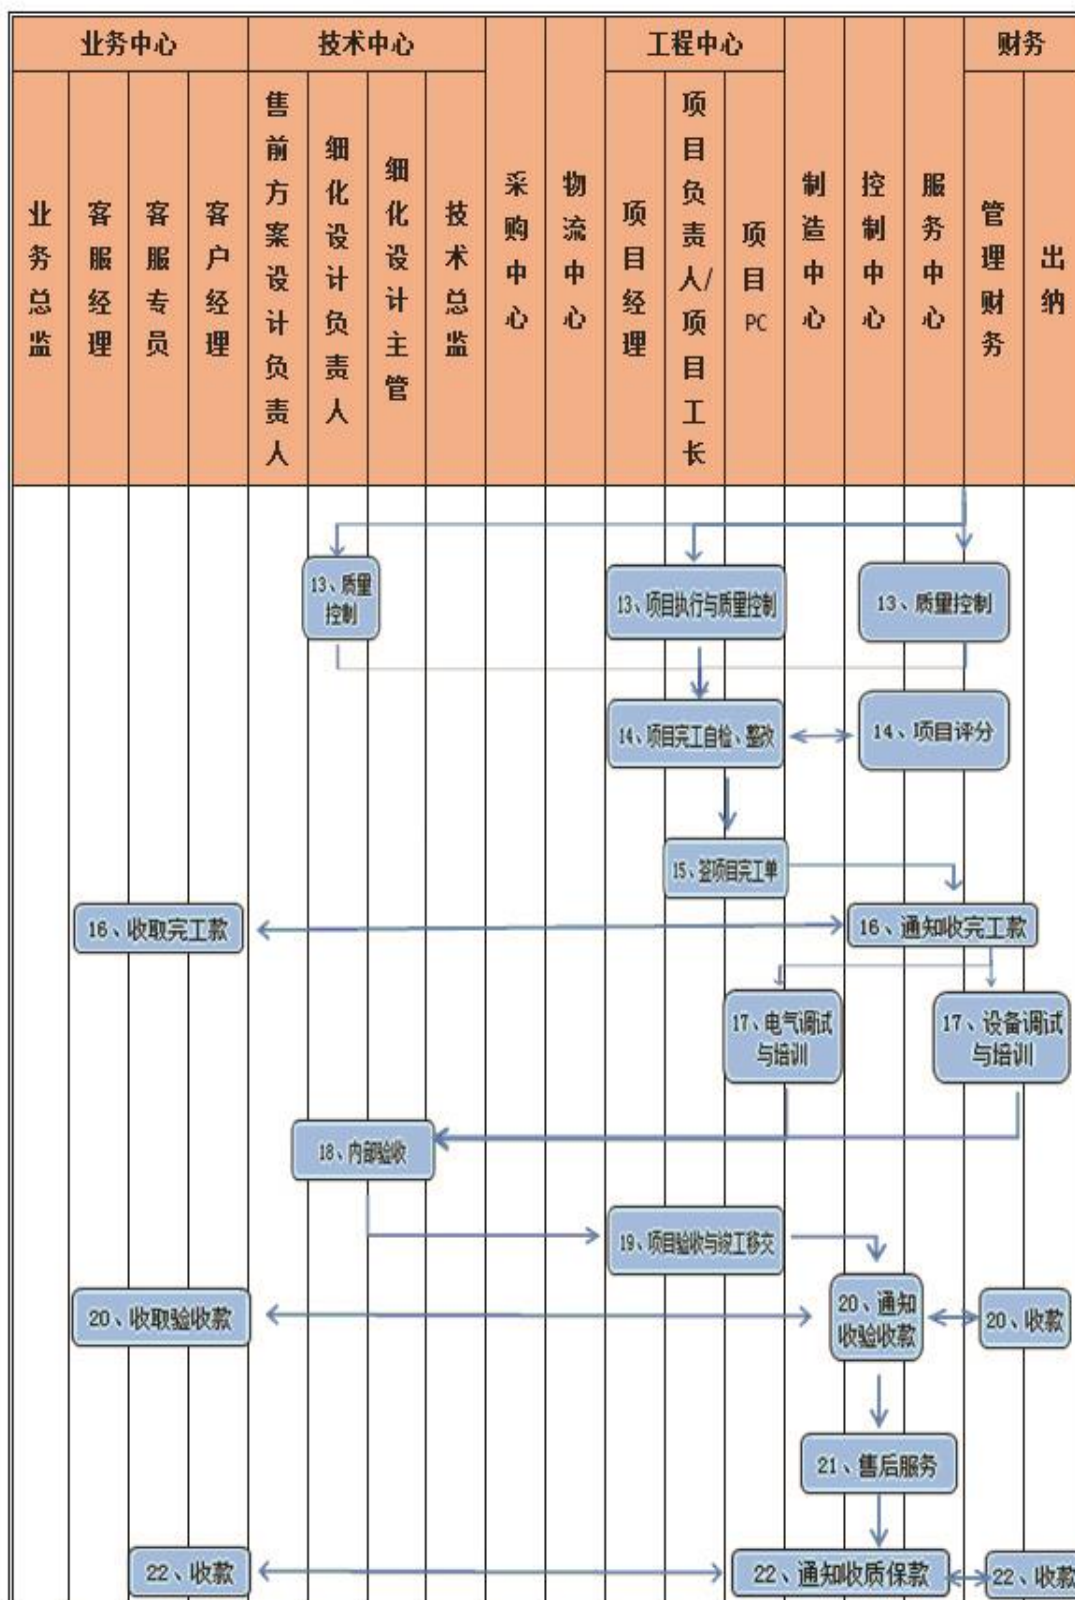 业务中心
技术中心
工程中心
财务
业务总监
客服经理
客服专员
客户经理
售前方案设计负责人
细化设计负责人
细化设计主管
技术总监
采购中心
物流中心
项目经理
项目负责人/项目工长
项目PC
制造中心
控制中心
服务中心
管理财务
出纳
13、质量
控制
13、项目执行与质量控制
13、质量控制
14、项目完工自检、整改
14、项目评分
15、签项目完工单
16、收取完工款
16、通知收完工款
17、电气调试
与培训
17、设备调试
与培训
18、内部验收
19、项目验收与竣工移交
20、收取验收款
20、通知
收验收款
20、收款
21、售后服务
22、收款
22、通知收质保款
22、收款